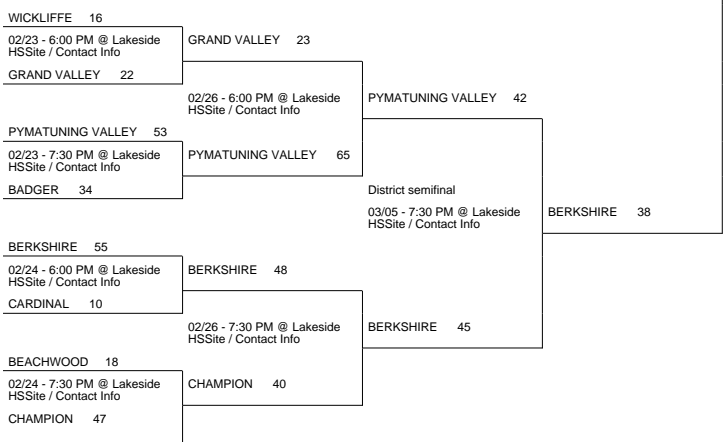 WICKLIFFE 16
02/23 - 6:00 PM @ Lakeside
HSSite / Contact Info
GRAND VALLEY 23
GRAND VALLEY 22
02/26 - 6:00 PM @ Lakeside
HSSite / Contact Info
PYMATUNING VALLEY 42
PYMATUNING VALLEY 53
02/23 - 7:30 PM @ Lakeside
HSSite / Contact Info
PYMATUNING VALLEY 65
BADGER 34
District semifinal
03/05 - 7:30 PM @ Lakeside
HSSite / Contact Info
BERKSHIRE 38
BERKSHIRE 55
02/24 - 6:00 PM @ Lakeside
HSSite / Contact Info
BERKSHIRE 48
CARDINAL 10
02/26 - 7:30 PM @ Lakeside
HSSite / Contact Info
BERKSHIRE 45
BEACHWOOD 18
02/24 - 7:30 PM @ Lakeside
HSSite / Contact Info
CHAMPION 40
CHAMPION 47